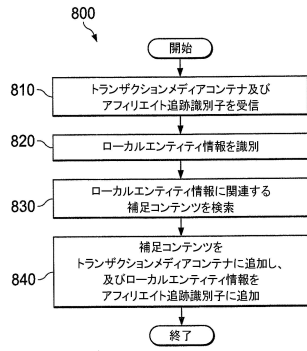 800
開始
810
トランザクションメディアコンテナ及び
アフィリエイト追跡識別子を受信
820
ローカルエンティティ情報を識別
830
ローカルエンティティ情報に関連する
補足コンテンツを検索
840
補足コンテンツを
トランザクションメディアコンテナに追加し、
及びローカルエンティティ情報を
アフィリエイト追跡識別子に追加
終了